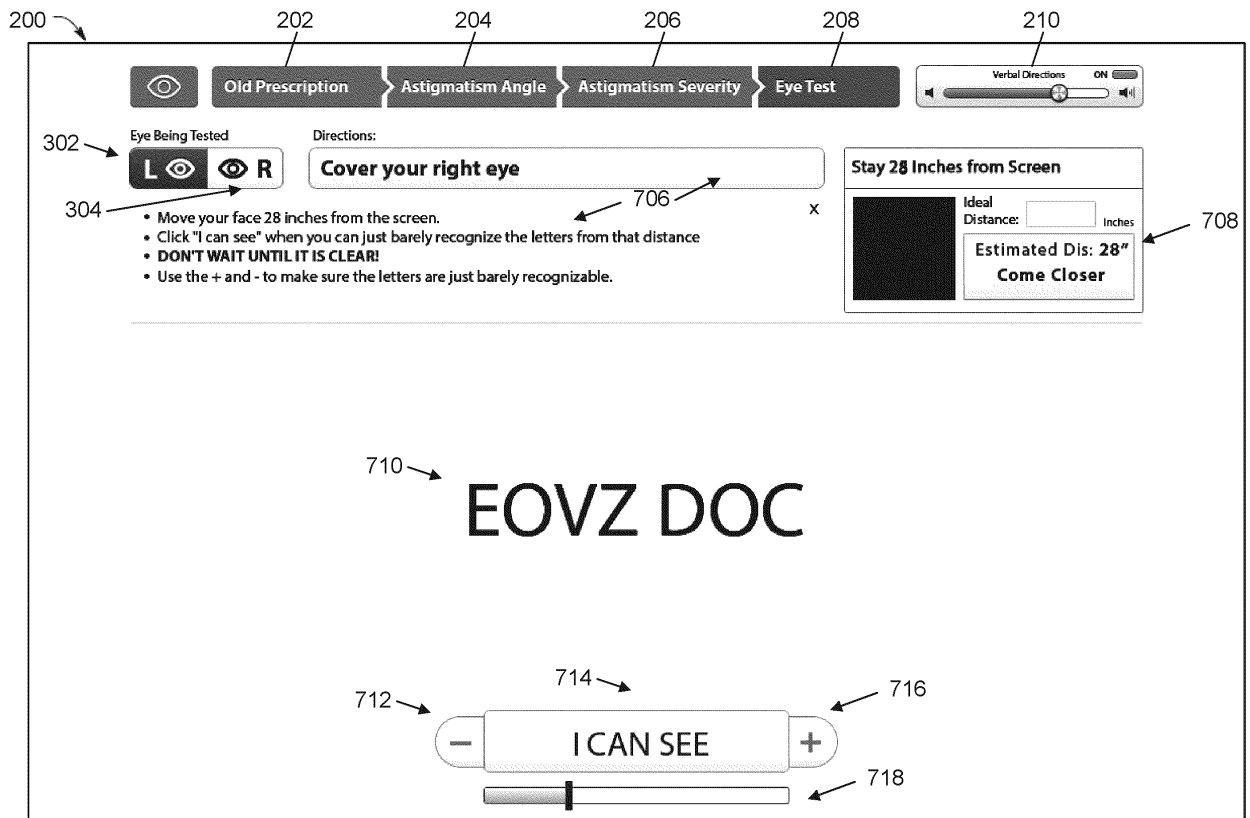 200
202
204
206
208
210
Old Prescription
Astigmatism Angle
Astigmatism Severity
Eye Test
Verbal Directions
ON
302
Eye Being Tested
L R
304
Directions:
Cover your right eye
706
x
• Move your face 28 inches from the screen.
• Click "I can see" when you can just barely recognize the letters from that distance
• DON'T WAIT UNTIL IT IS CLEAR!
• Use the + and - to make sure the letters are just barely recognizable.
Stay 28 Inches from Screen
Ideal
Distance:
Inches
708
Estimated Dis: 28"
Come Closer
710
EOVZ DOC
712
714
716
− I CAN SEE +
718